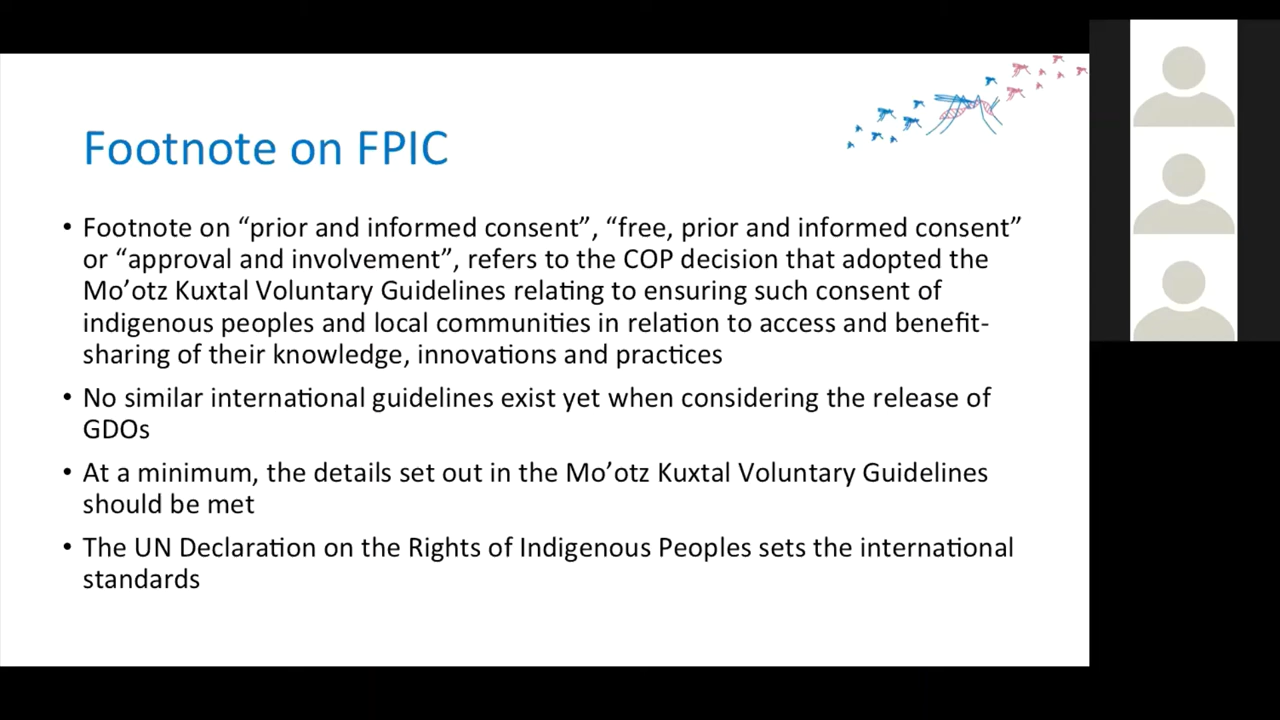 Footnote on FPIC
• Footnote on “prior and informed consent”, “free, prior and informed consent”
or “approval and involvement”, refers to the COP decision that adopted the
Mo’otz Kuxtal Voluntary Guidelines relating to ensuring such consent of
indigenous peoples and local communities in relation to access and benefit-
sharing of their knowledge, innovations and practices
• No similar international guidelines exist yet when considering the release of
GDOs
• At a minimum, the details set out in the Mo’otz Kuxtal Voluntary Guidelines
should be met
• The UN Declaration on the Rights of Indigenous Peoples sets the international
standards